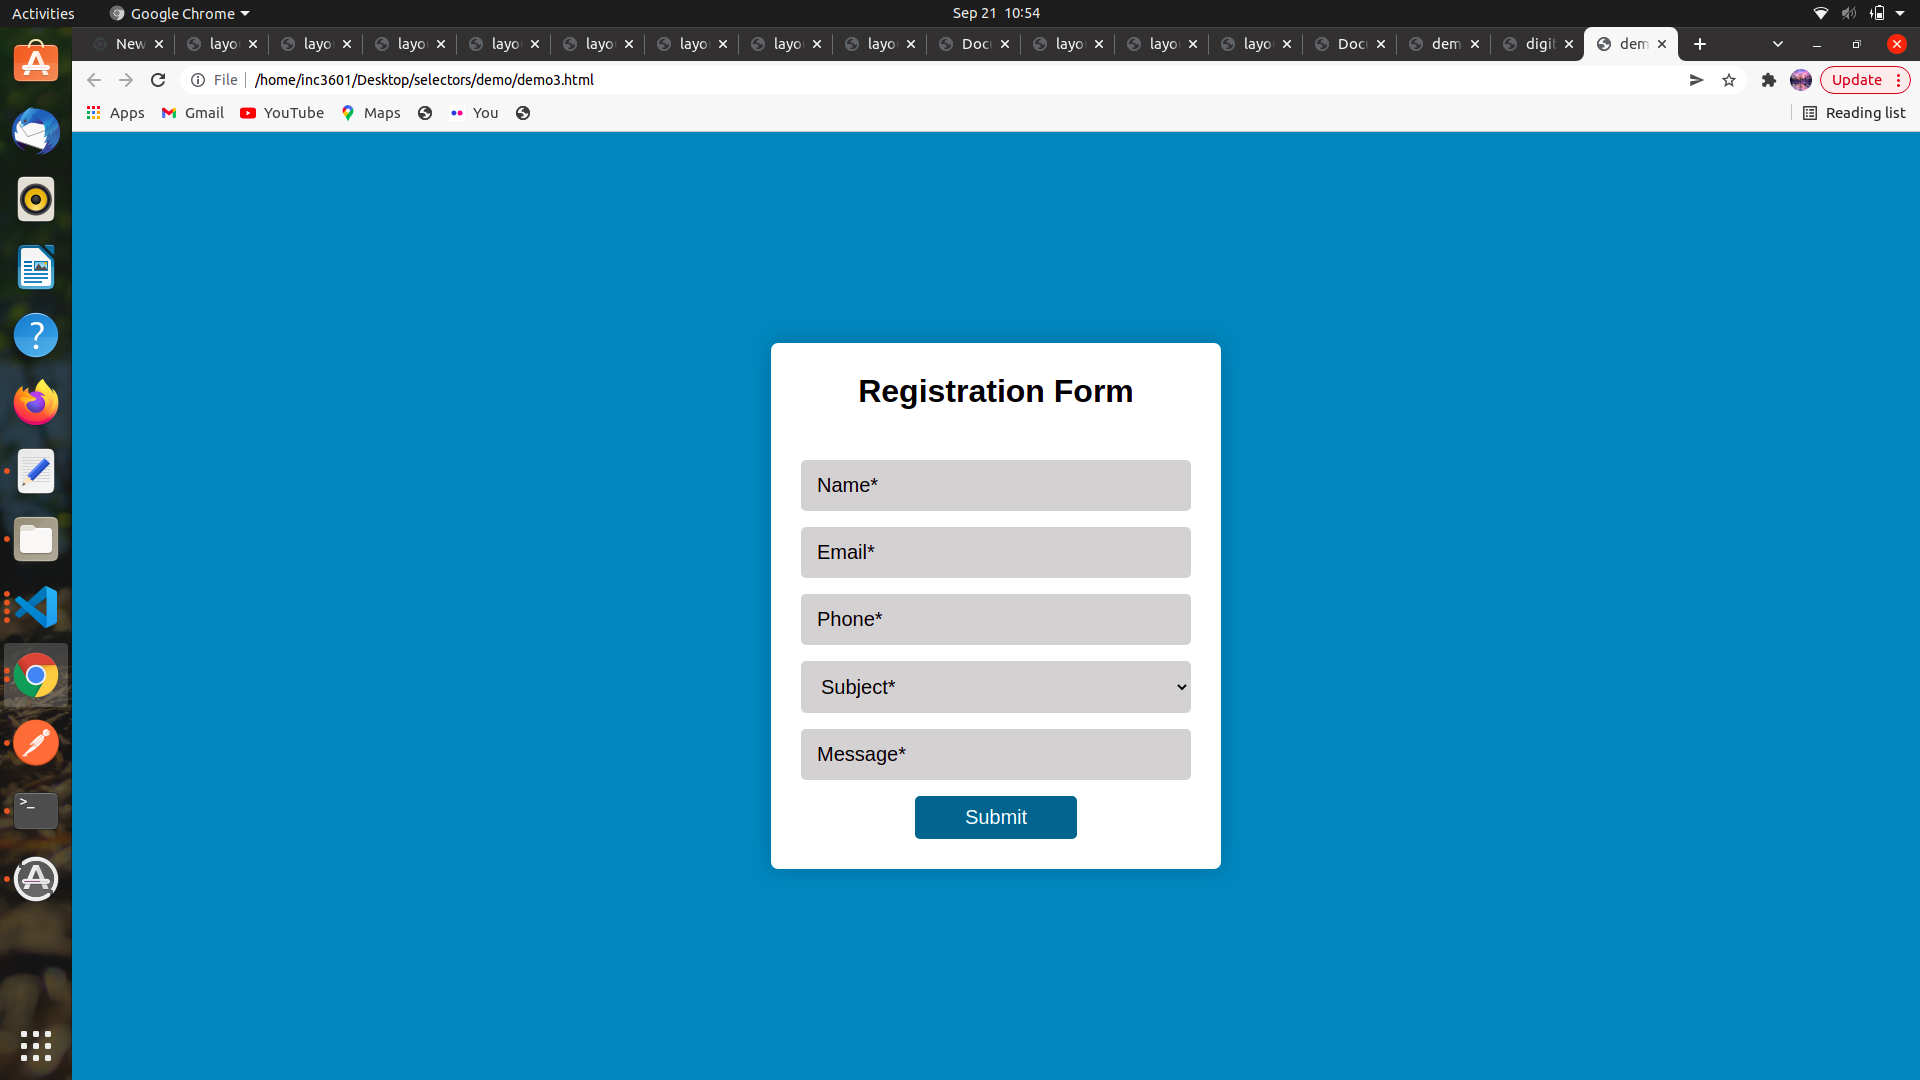 Activities
Google Chrome
Sep 21 10:54
New
layo
layo
layo
layo
layo
layo
layo
layo
Doc
layo
layo
layo
Doc
dem
digi
dem
File
/home/inc3601/Desktop/selectors/demo/demo3.html
Update
Apps
Gmail
YouTube
Maps
You
Reading list
Registration Form
Name*
Email*
Phone*
Subject*
Message*
Submit